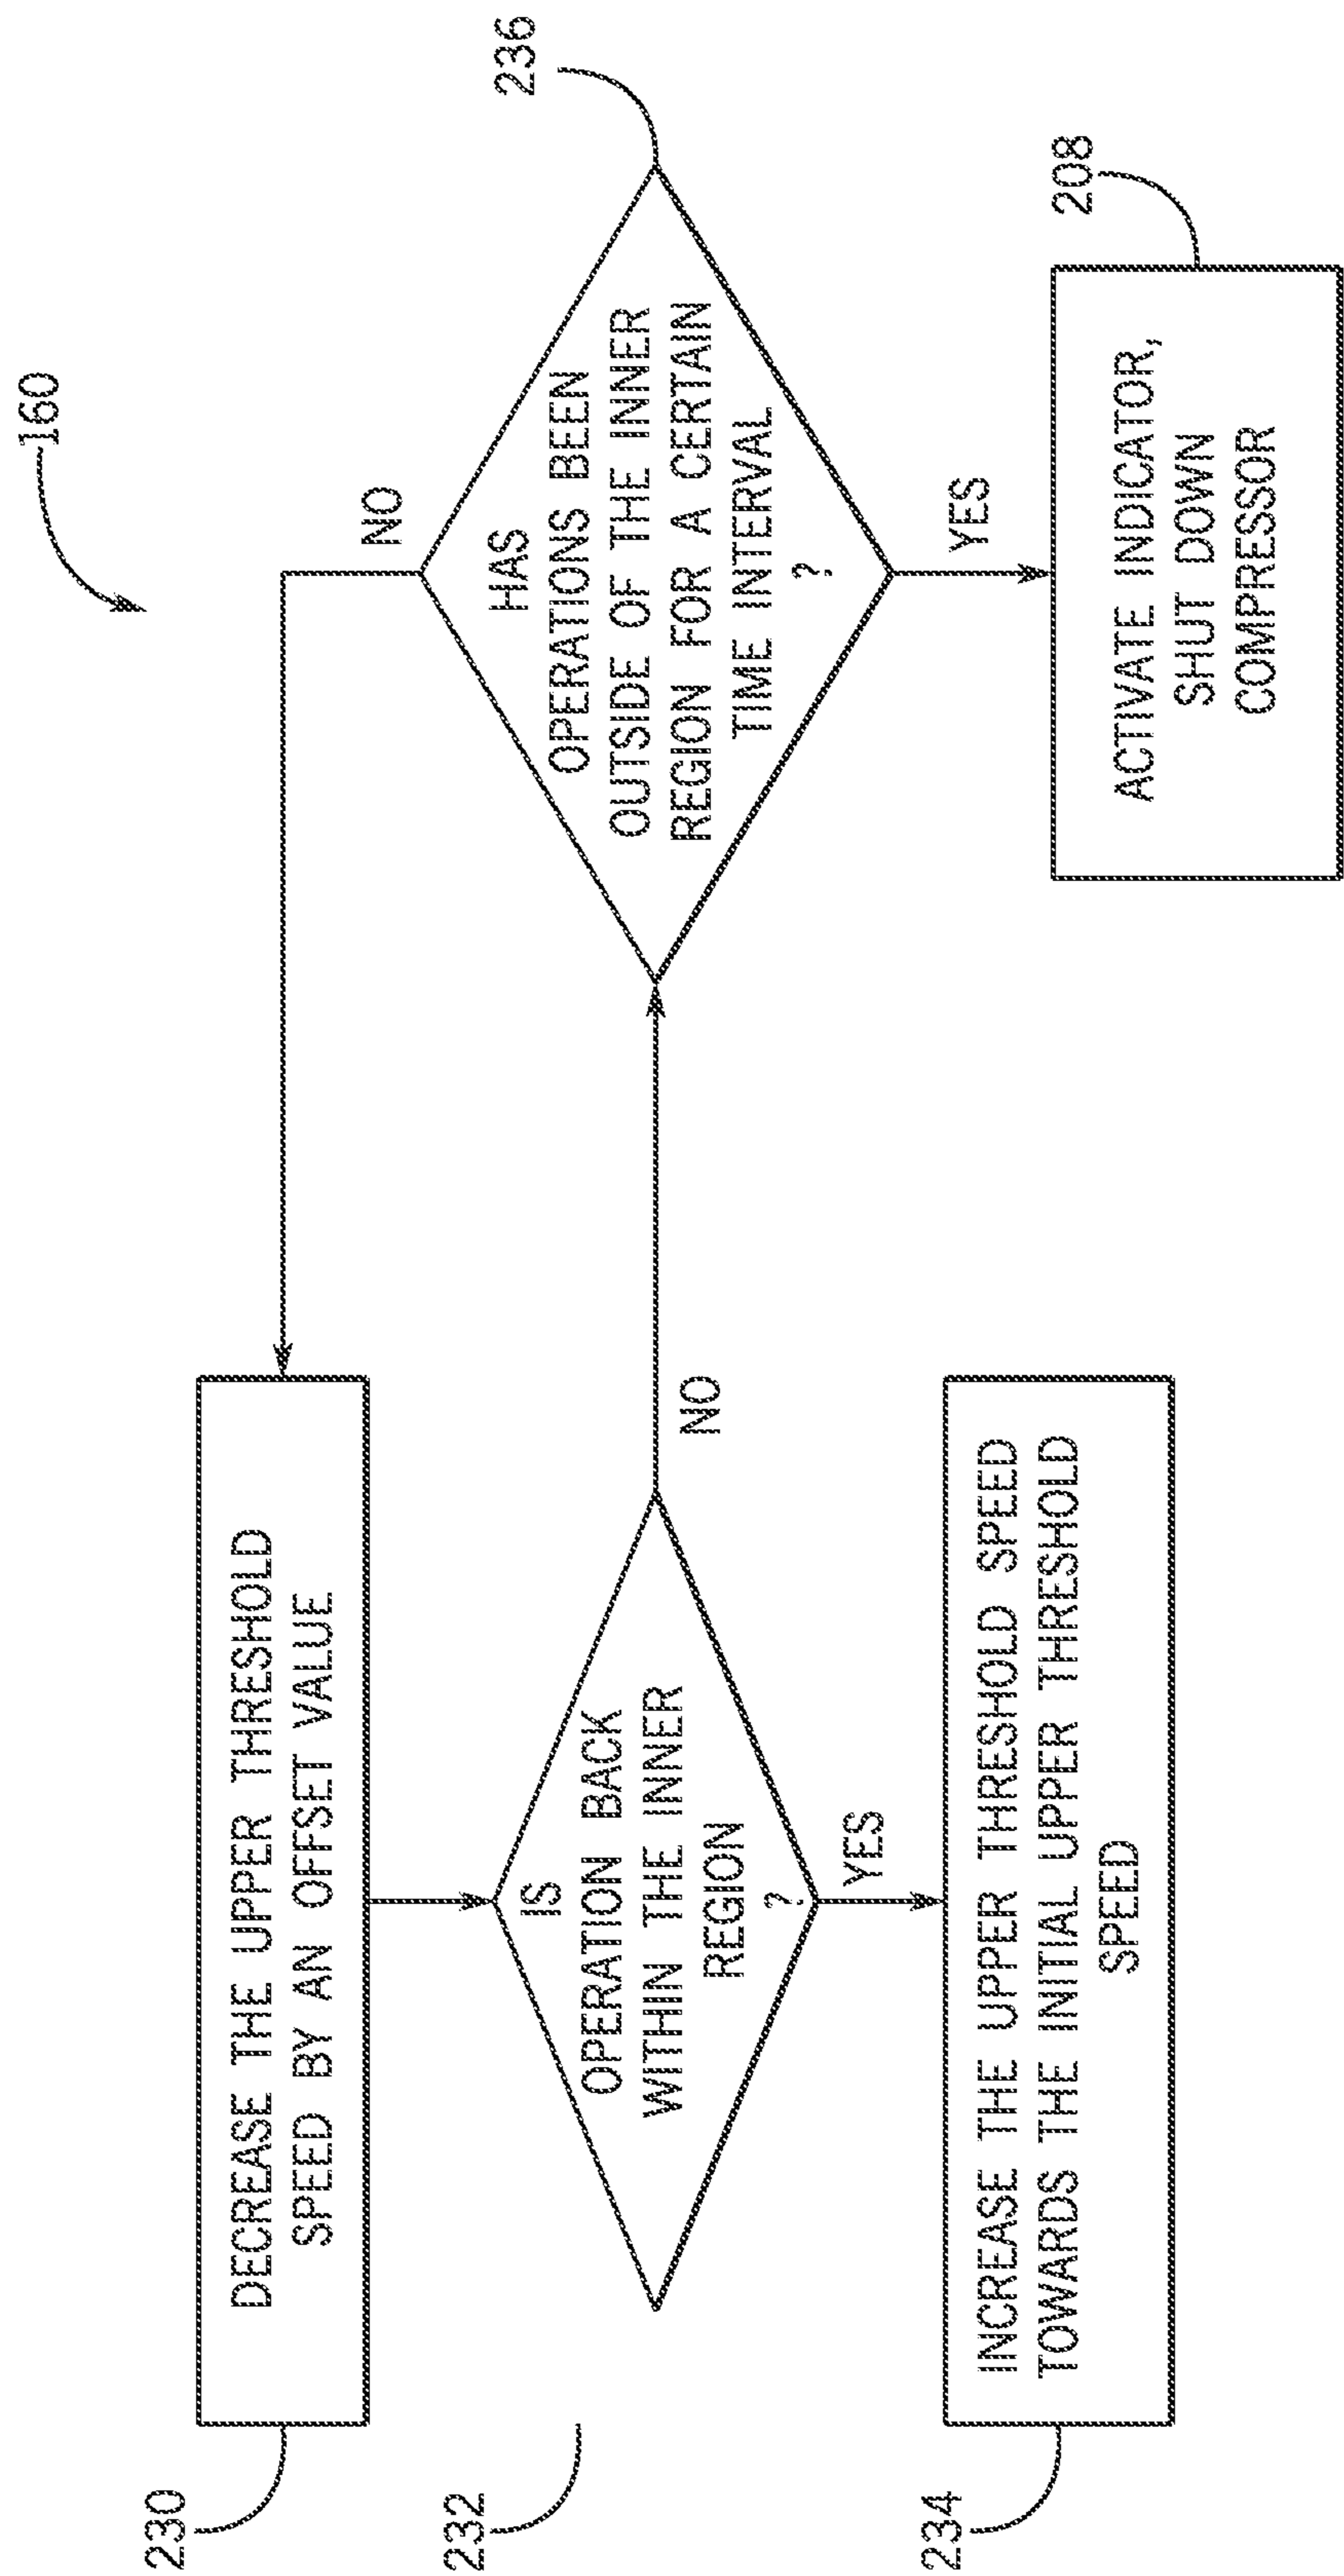 160
230
DECREASE THE UPPER THRESHOLD
SPEED BY AN OFFSET VALUE
232
IS
OPERATION BACK
WITHIN THE INNER
REGION
?
NO
YES
234
INCREASE THE UPPER THRESHOLD SPEED
TOWARDS THE INITIAL UPPER THRESHOLD
SPEED
NO
236
HAS
OPERATIONS BEEN
OUTSIDE OF THE INNER
REGION FOR A CERTAIN
TIME INTERVAL
?
YES
208
ACTIVATE INDICATOR,
SHUT DOWN
COMPRESSOR